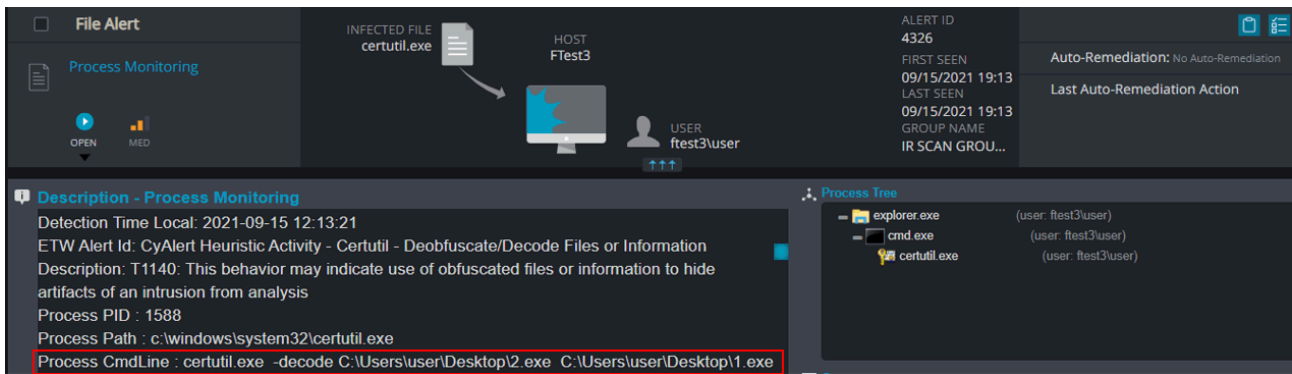 File Alert
Process Monitoring
OPEN
MED
INFECTED FILE
certutil.exe
HOST
FTest3
USER
ftest3\user
↑↑↑
ALERT ID
4326
FIRST SEEN
09/15/2021 19:13
LAST SEEN
09/15/2021 19:13
GROUP NAME
IR SCAN GROU...
Auto-Remediation: No Auto-Remediation
Last Auto-Remediation Action
Description - Process Monitoring
Detection Time Local: 2021-09-15 12:13:21
ETW Alert Id: CyAlert Heuristic Activity - Certutil - Deobfuscate/Decode Files or Information
Description: T1140: This behavior may indicate use of obfuscated files or information to hide
artifacts of an intrusion from analysis
Process PID : 1588
Process Path : c:\windows\system32\certutil.exe
Process CmdLine : certutil.exe -decode C:\Users\user\Desktop\2.exe C:\Users\user\Desktop\1.exe
Process Tree
explorer.exe (user: ftest3\user)
cmd.exe (user: ftest3\user)
certutil.exe (user: ftest3\user)